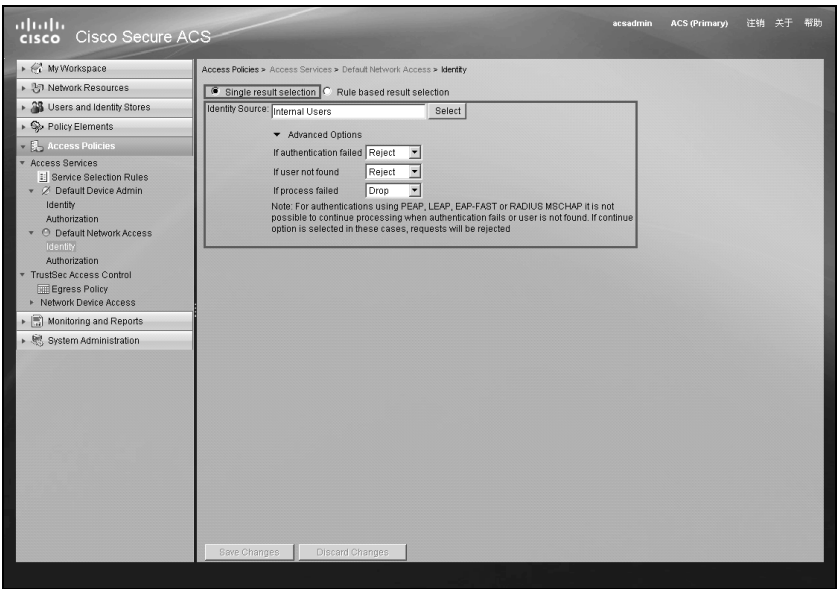 acsadmin ACS (Primary) 注销 关于 帮助
CISCO Cisco Secure ACS
My Workspace
Network Resources
Users and Identity Stores
Policy Elements
Access Policies
Access Services
Service Selection Rules
Default Device Admin
Identity
Authorization
Default Network Access
Identity
Authorization
TrustSec Access Control
Egress Policy
Network Device Access
Monitoring and Reports
System Administration
Access Policies > Access Services > Default Network Access > Identity
Single result selection Rule based result selection
Identity Source: Internal Users Select
Advanced Options
If authentication failed Reject
If user not found Reject
If process failed Drop
Note: For authentications using PEAP, LEAP, EAP-FAST or RADIUS MSCHAP it is not
possible to continue processing when authentication fails or user is not found. If continue
option is selected in these cases, requests will be rejected
Save Changes Discard Changes